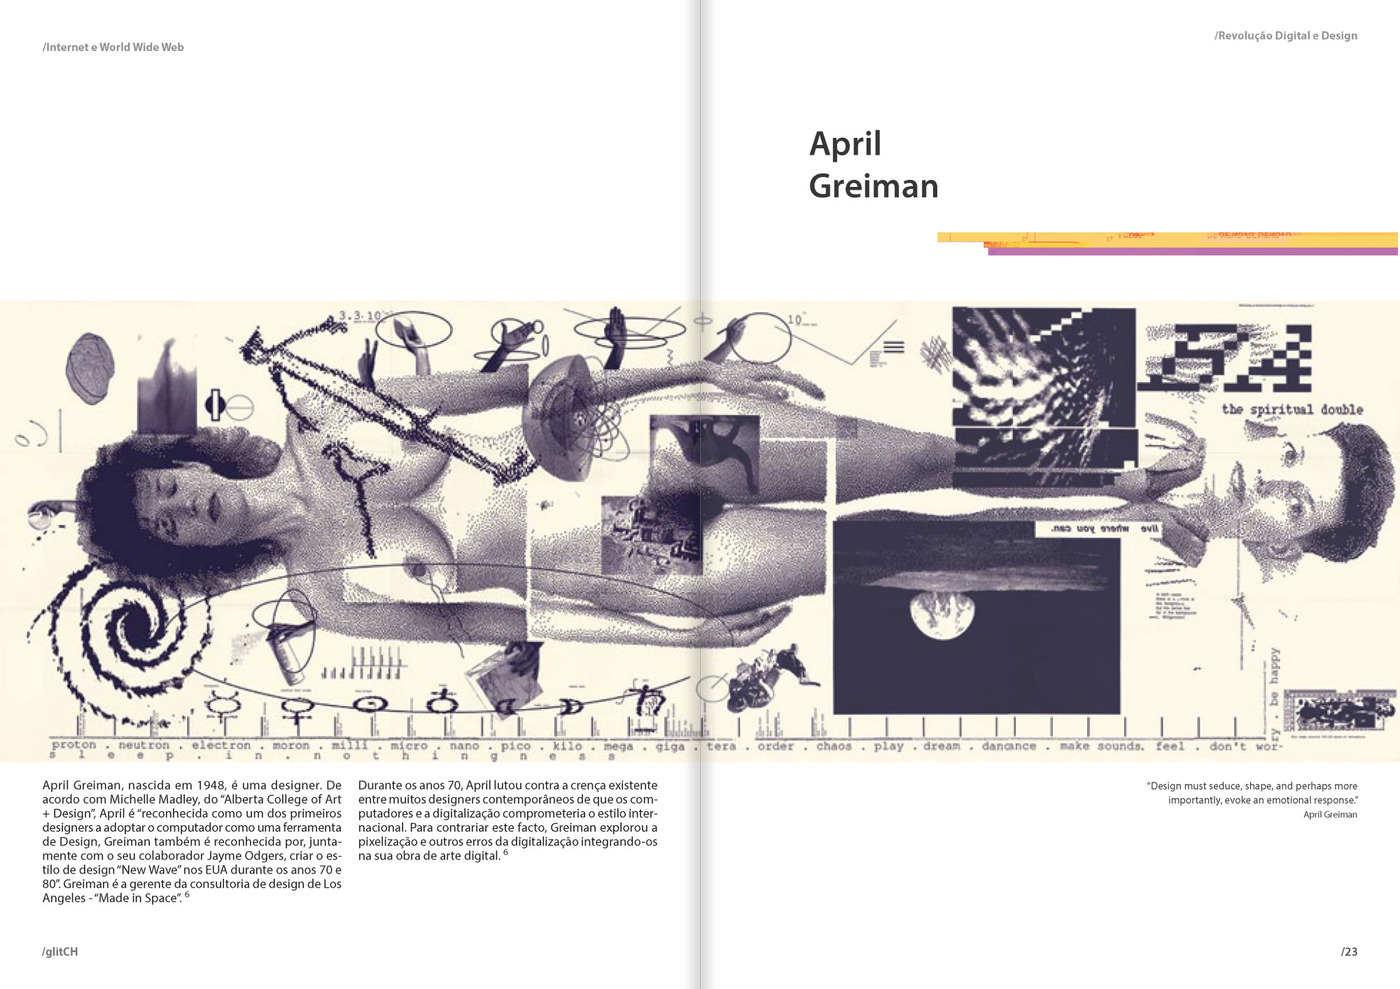 /Internet e World Wide Web
/Revolução Digital e Design
April
Greiman
3.3.10
10
the spiritual double
live where you can.
proton . neutron . electron . moron . milli . micro . nano . pico . kilo . mega . giga . tera . order . chaos . play . dream . dancance . make sounds. feel . don't wor-
ry . be happy
s l e e p . i n . n o t h i n g n e s s
April Greiman, nascida em 1948, é uma designer. De
acordo com Michelle Madley, do “Alberta College of Art
+ Design”, April é “reconhecida como um dos primeiros
designers a adoptar o computador como uma ferramenta
de Design, Greiman também é reconhecida por, junta-
mente com o seu colaborador Jayme Odgers, criar o es-
tilo de design “New Wave” nos EUA durante os anos 70 e
80”. Greiman é a gerente da consultoria de design de Los
Angeles - “Made in Space”. 6
Durante os anos 70, April lutou contra a crença existente
entre muitos designers contemporâneos de que os com-
putadores e a digitalização comprometeria o estilo inter-
nacional. Para contrariar este facto, Greiman explorou a
pixelização e outros erros da digitalização integrando-os
na sua obra de arte digital. 6
“Design must seduce, shape, and perhaps more
importantly, evoke an emotional response.”
April Greiman
/glitCH
/23